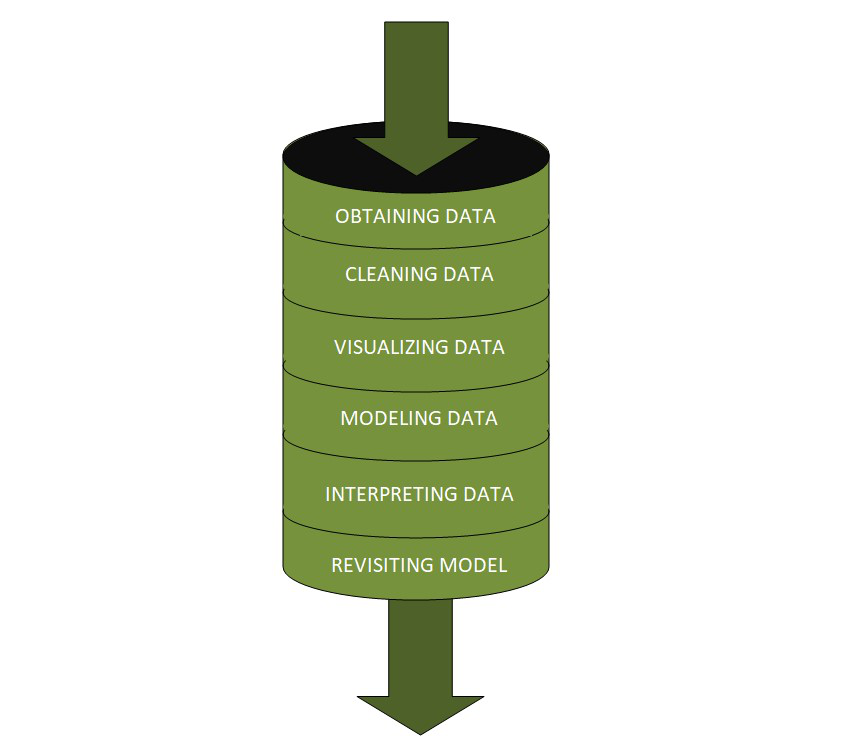 OBTAINING DATA
CLEANING DATA
VISUALIZING DATA
MODELING DATA
INTERPRETING DATA
REVISITING MODEL